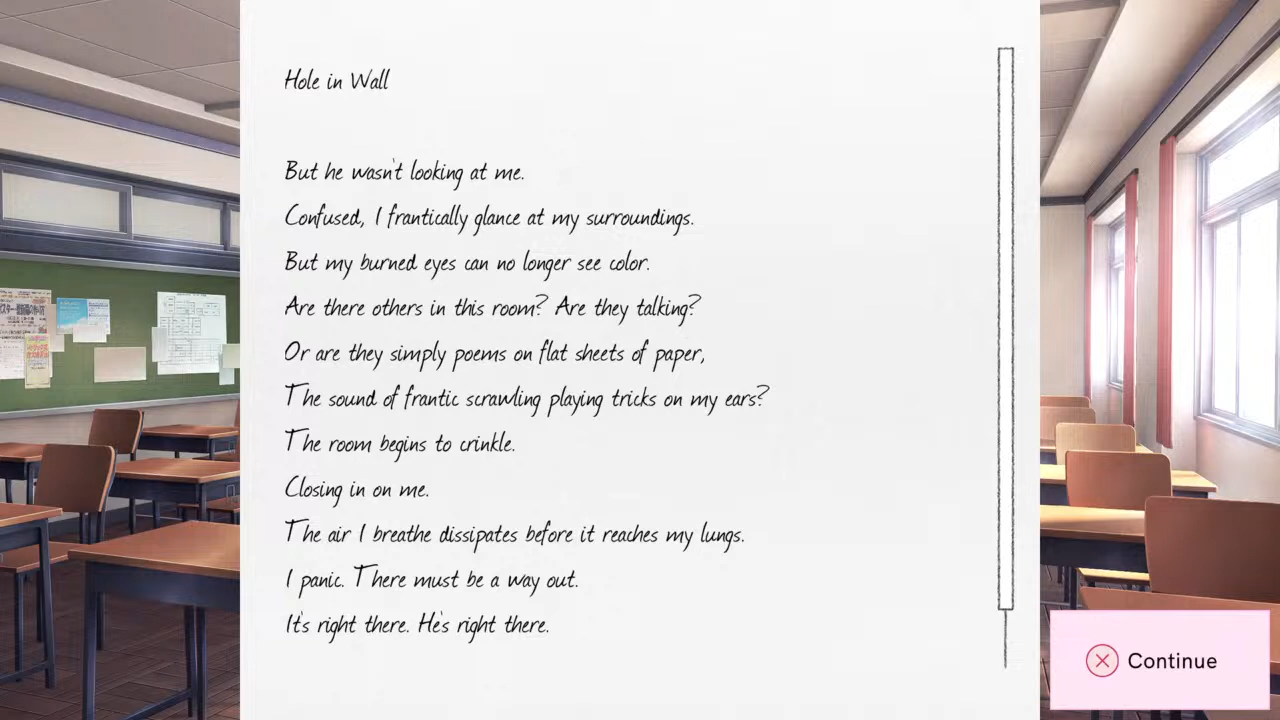 Hole in Wall
But he wasn't looking at me.
Confused, I frantically glance at my surroundings.
But my burned eyes can no longer see color.
Are there others in this room? Are they talking?
Or are they simply poems on flat sheets of paper,
The sound of frantic scrawling playing tricks on my ears?
The room begins to crinkle.
Closing in on me.
The air I breathe dissipates before it reaches my lungs.
I panic. There must be a way out.
It's right there. He's right there.
Continue